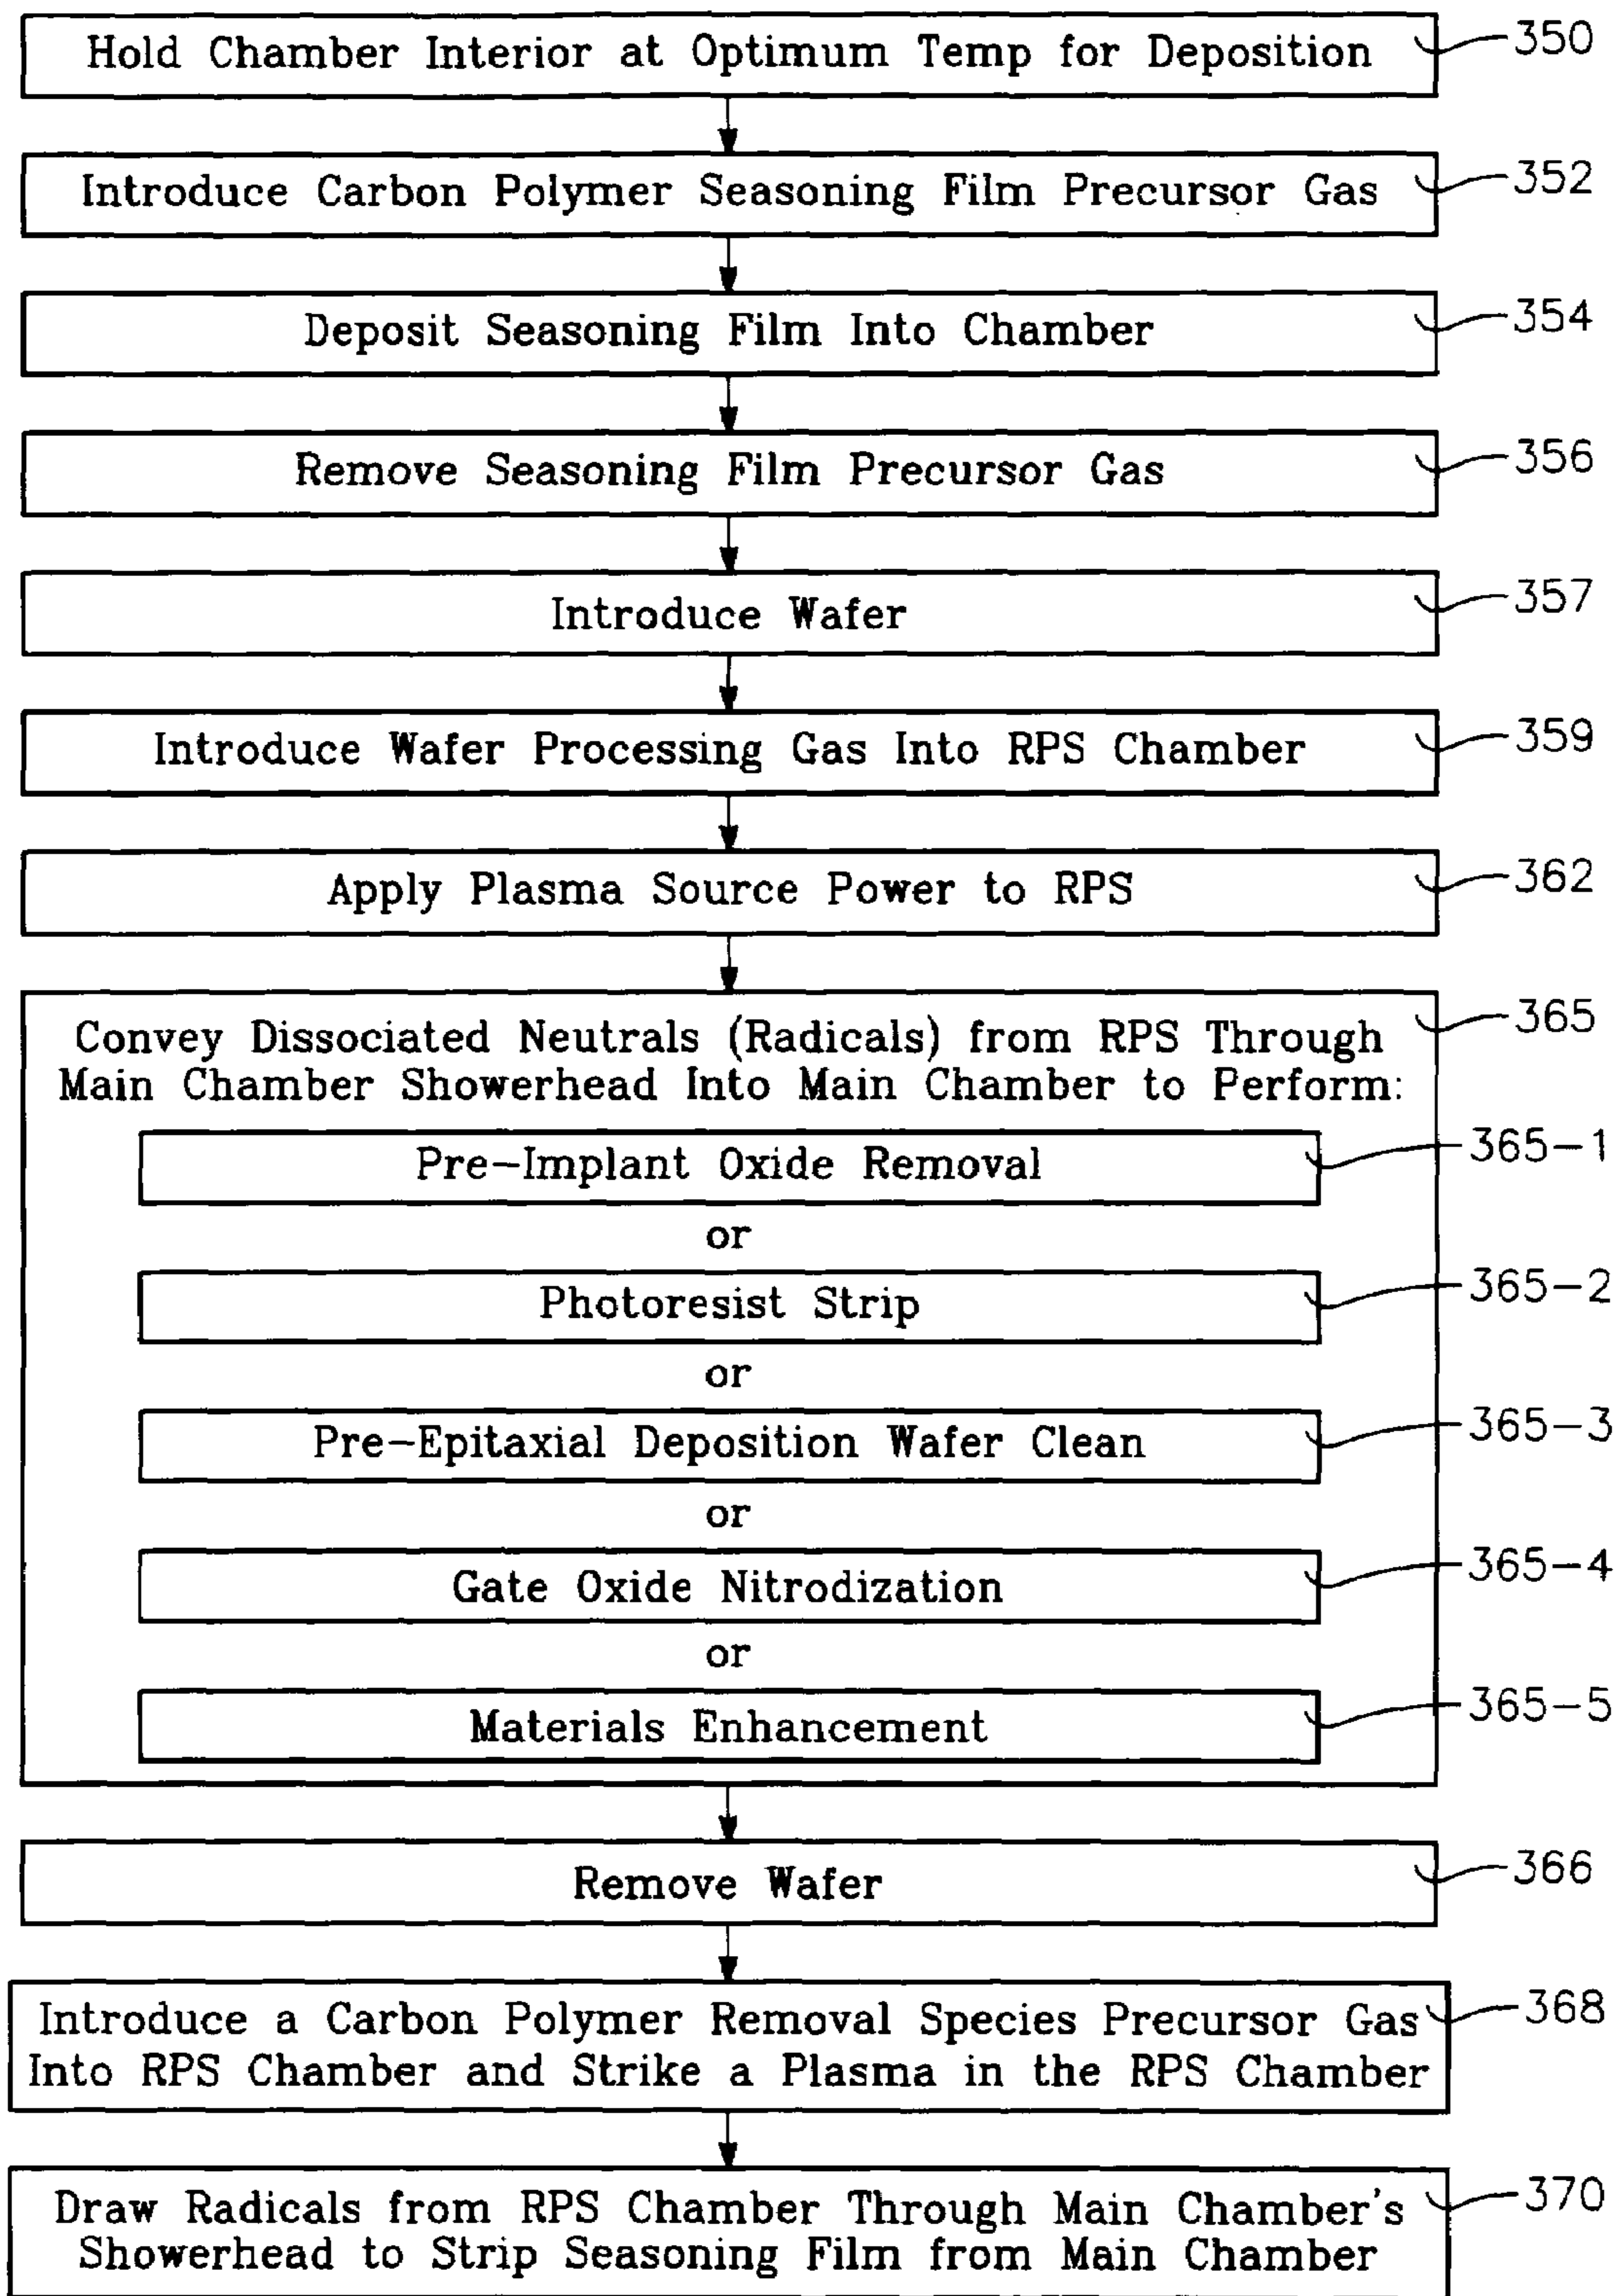 Hold Chamber Interior at Optimum Temp for Deposition
350
Introduce Carbon Polymer Seasoning Film Precursor Gas
352
Deposit Seasoning Film Into Chamber
354
Remove Seasoning Film Precursor Gas
356
Introduce Wafer
357
Introduce Wafer Processing Gas Into RPS Chamber
359
Apply Plasma Source Power to RPS
362
Convey Dissociated Neutrals (Radicals) from RPS Through
365
Main Chamber Showerhead Into Main Chamber to Perform:
Pre-Implant Oxide Removal
365-1
or
Photoresist Strip
365-2
or
Pre-Epitaxial Deposition Wafer Clean
365-3
or
Gate Oxide Nitrodization
365-4
or
Materials Enhancement
365-5
Remove Wafer
366
Introduce a Carbon Polymer Removal Species Precursor Gas
368
Into RPS Chamber and Strike a Plasma in the RPS Chamber
Draw Radicals from RPS Chamber Through Main Chamber's
370
Showerhead to Strip Seasoning Film from Main Chamber